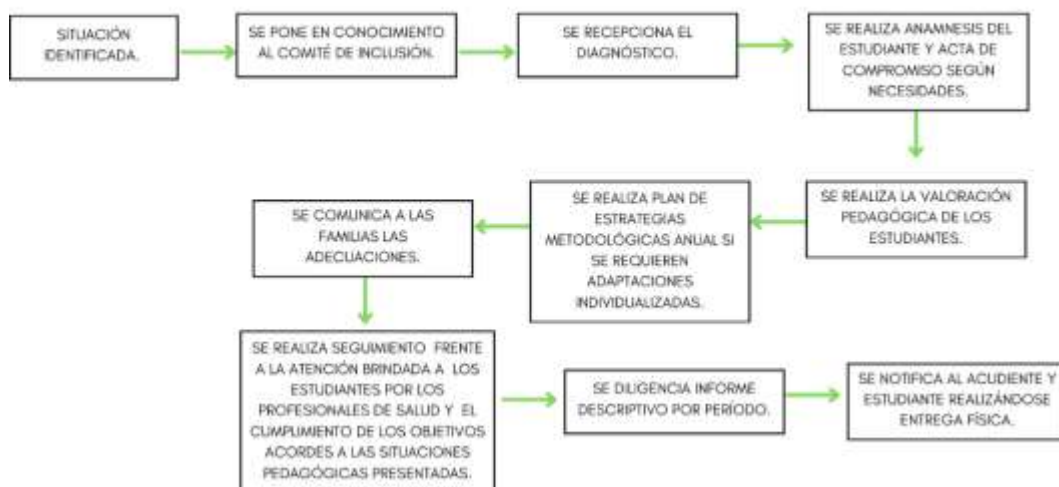 SITUACIÓN
IDENTIFICADA.
SE PONE EN CONOCIMIENTO
AL COMITÉ DE INCLUSIÓN.
SE RECEPCIONA EL
DIAGNÓSTICO.
SE REALIZA ANAMNESIS DEL
ESTUDIANTE Y ACTA DE
COMPROMISO SEGÚN
NECESIDADES.
SE REALIZA LA VALORACIÓN
PEDAGÓGICA DE LOS
ESTUDIANTES.
SE REALIZA PLAN DE
ESTRATEGIAS
METODOLÓGICAS ANUAL SI
SE REQUIEREN
ADAPTACIONES
INDIVIDUALIZADAS.
SE COMUNICA A LAS
FAMILIAS LAS
ADECUACIONES.
SE REALIZA SEGUIMIENTO FRENTE
A LA ATENCIÓN BRINDADA A LOS
ESTUDIANTES POR LOS
PROFESIONALES DE SALUD Y EL
CUMPLIMIENTO DE LOS OBJETIVOS
ACORDES A LAS SITUACIONES
PEDAGÓGICAS PRESENTADAS.
SE DILIGENCIA INFORME
DESCRIPTIVO POR PERÍODO.
SE NOTIFICA AL ACUDIENTE Y
ESTUDIANTE REALIZÁNDOSE
ENTREGA FÍSICA.